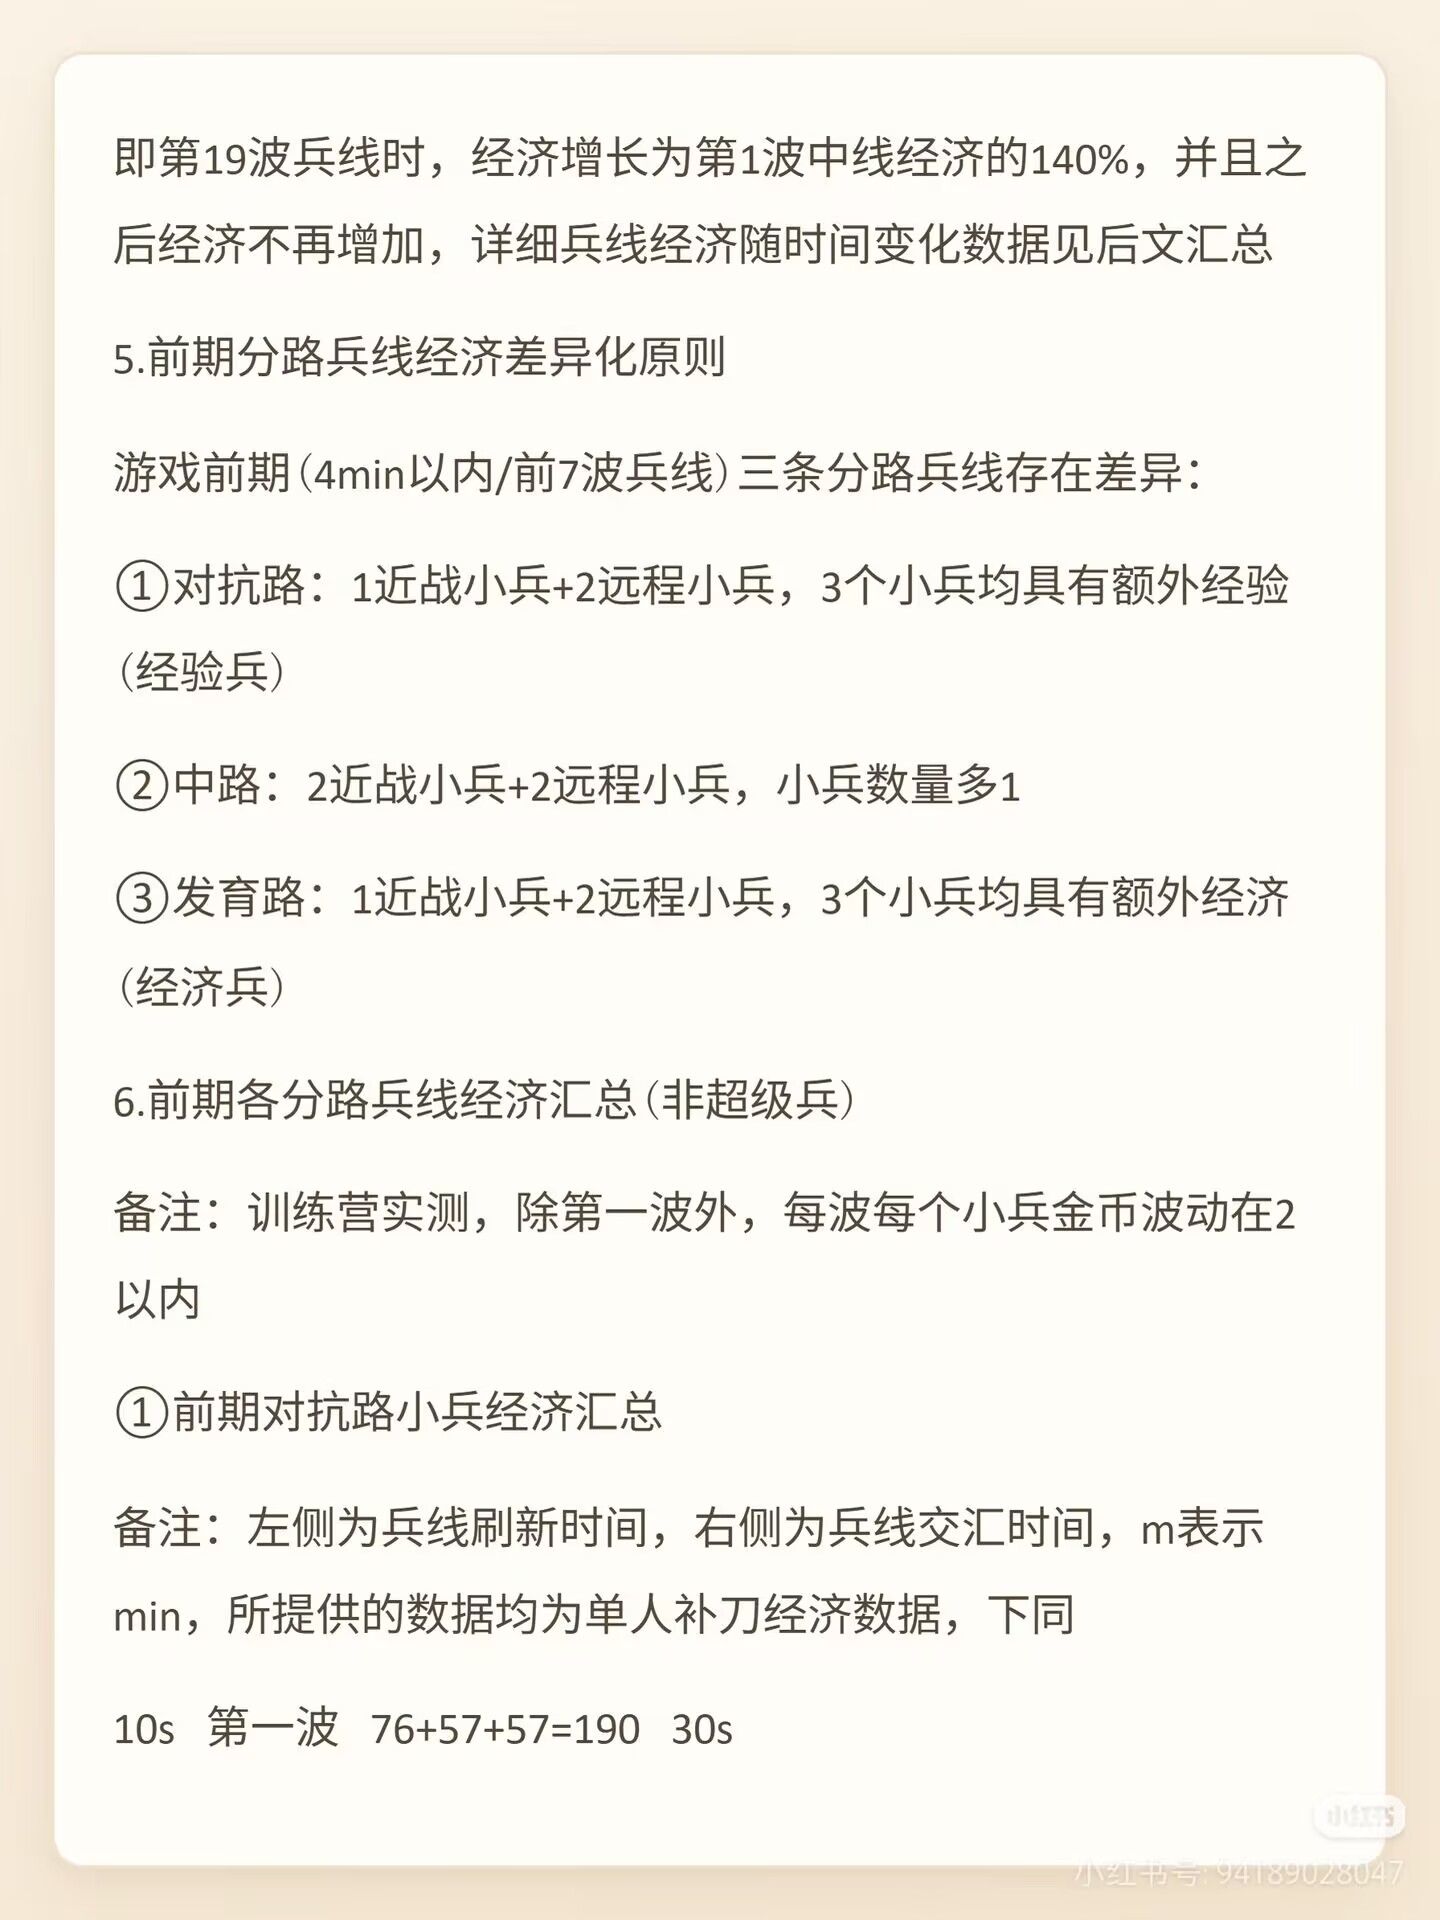 即第19波兵线时，经济增长为第1波中线经济的140%，并且之
后经济不再增加，详细兵线经济随时间变化数据见后文汇总
5.前期分路兵线经济差异化原则
游戏前期(4min以内/前7波兵线)三条分路兵线存在差异：
①对抗路：1近战小兵+2远程小兵，3个小兵均具有额外经验
(经验兵)
②中路：2近战小兵+2远程小兵，小兵数量多1
③发育路：1近战小兵+2远程小兵，3个小兵均具有额外经济
(经济兵)
6.前期各分路兵线经济汇总(非超级兵)
备注：训练营实测，除第一波外，每波每个小兵金币波动在2
以内
①前期对抗路小兵经济汇总
备注：左侧为兵线刷新时间，右侧为兵线交汇时间，m表示
min，所提供的数据均为单人补刀经济数据，下同
10s 第一波 76+57+57=190 30s
小红书
小红书号: 94189028047